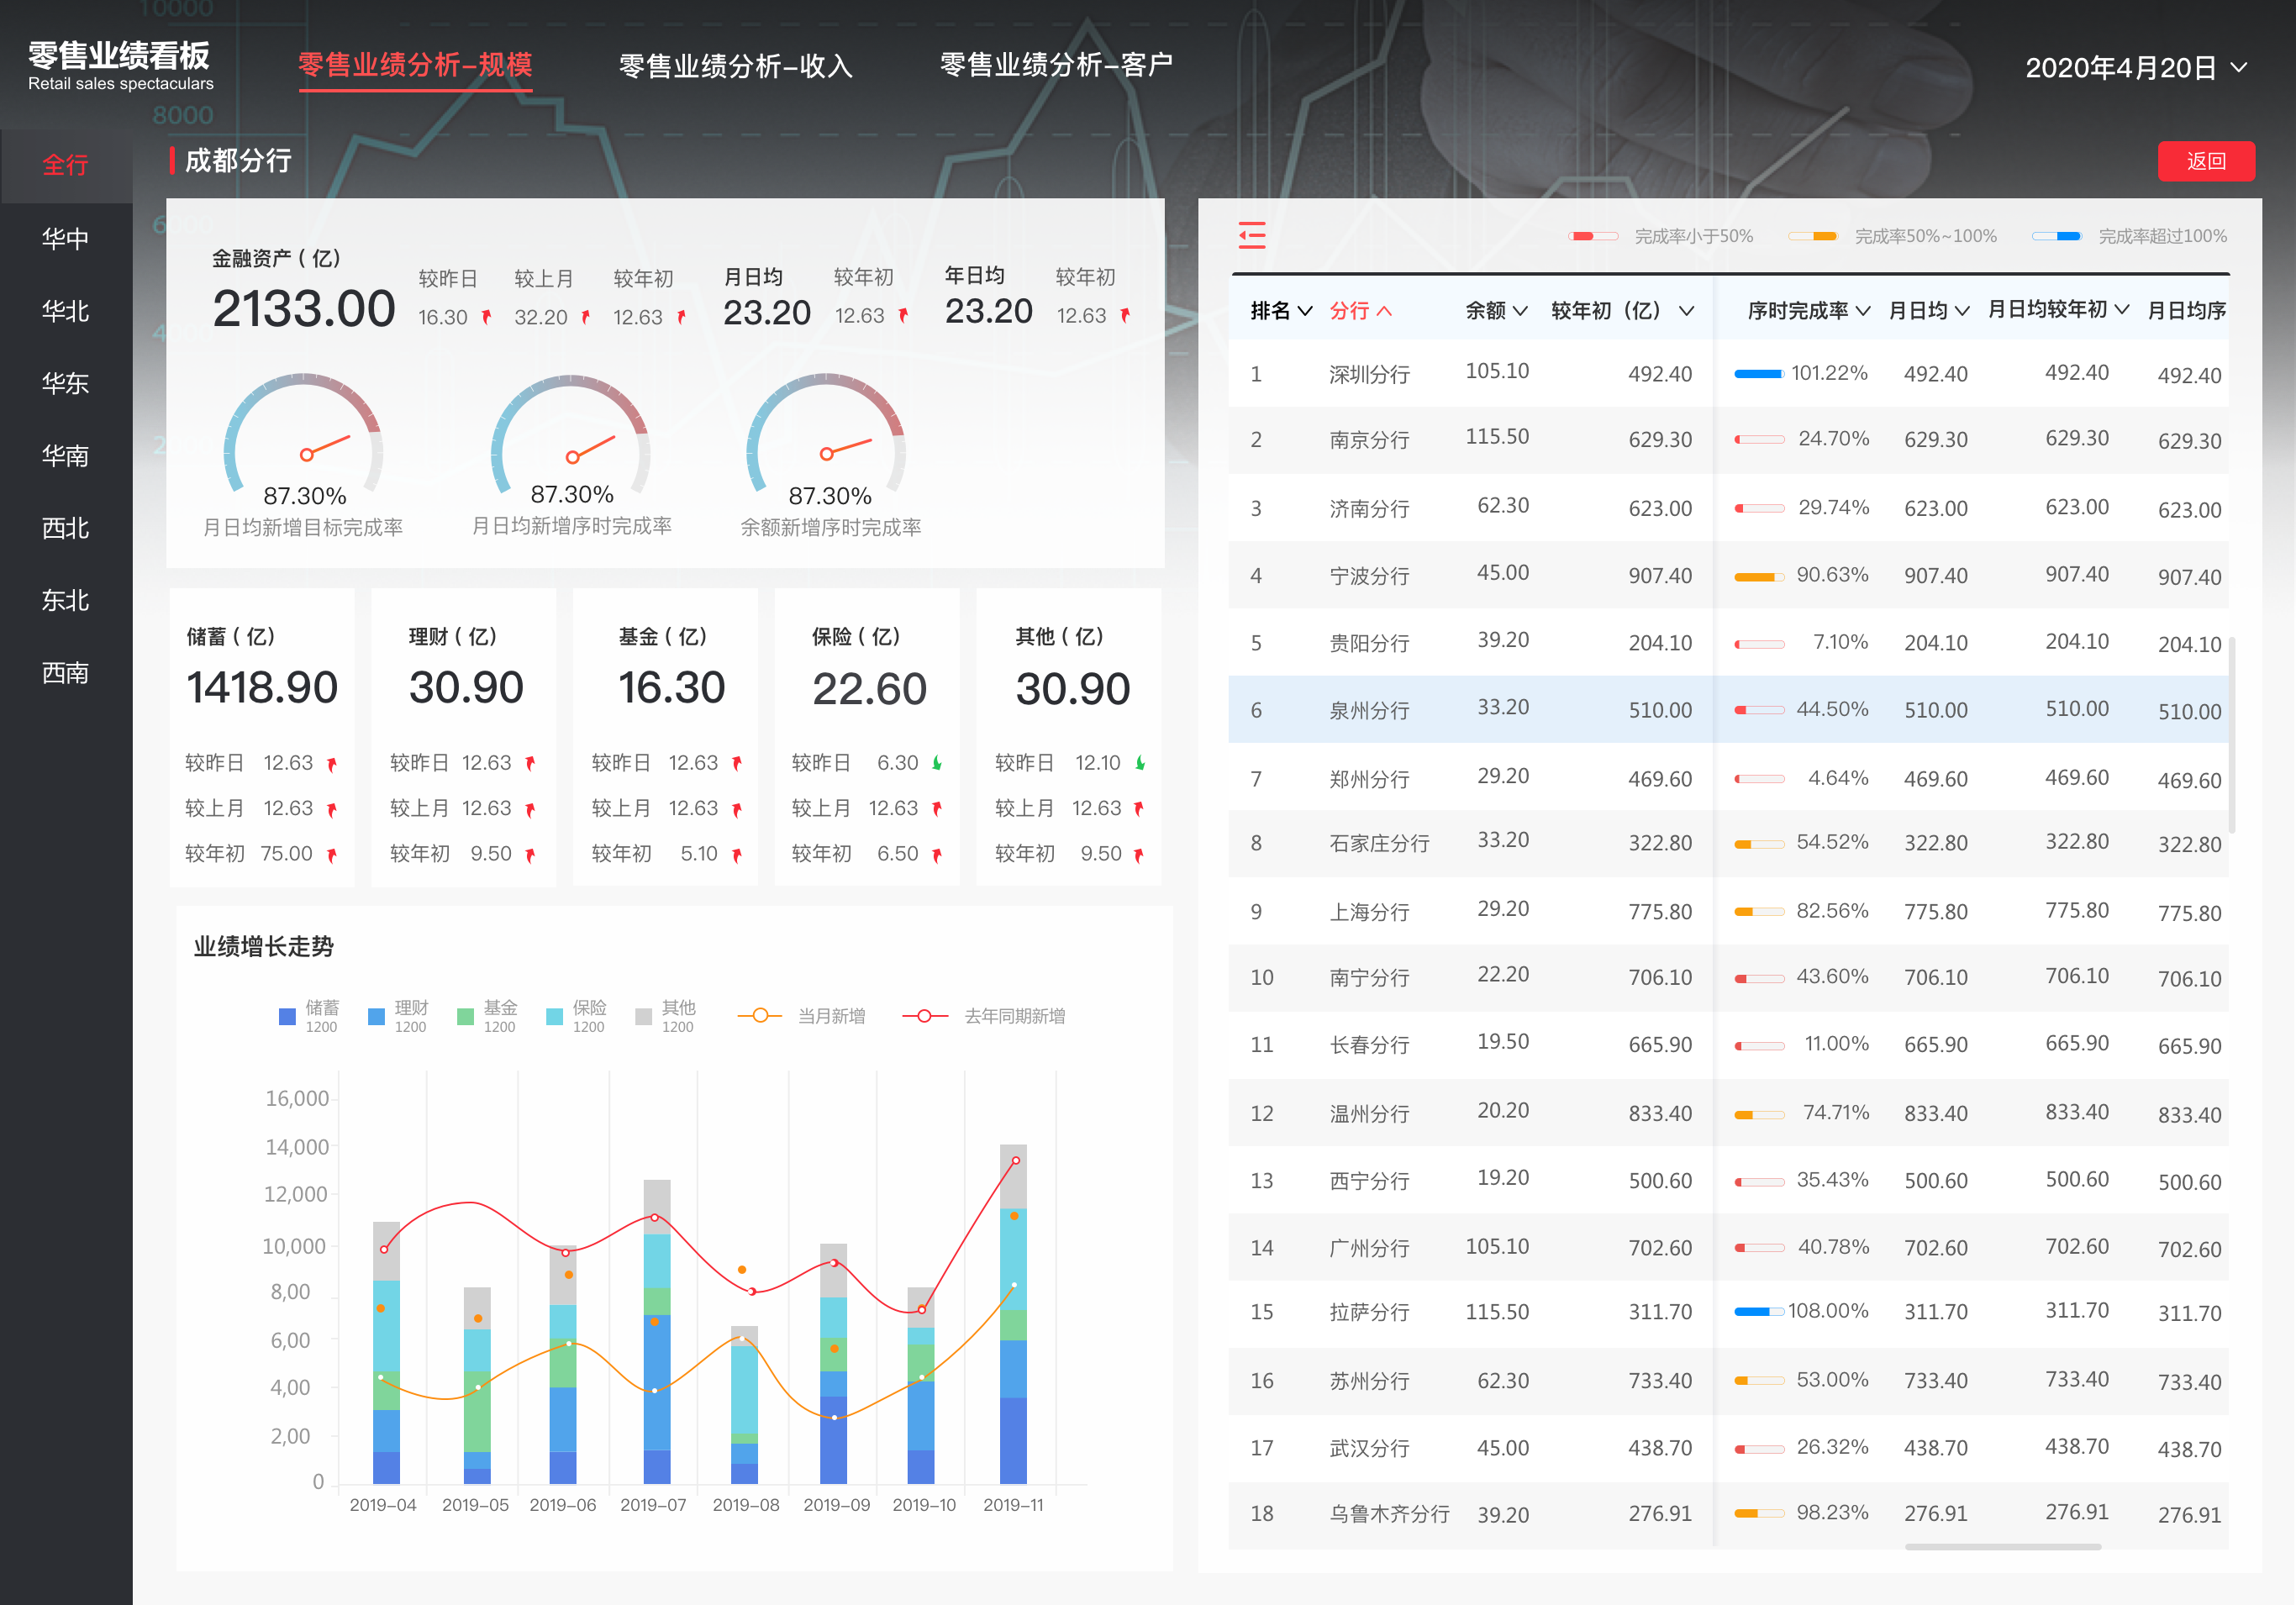 零售业绩看板
Retail sales spectaculars
零售业绩分析–规模
零售业绩分析–收入
零售业绩分析–客户
2020年4月20日
10000
8000
6000
全行
华中
华北
华东
华南
西北
东北
西南
成都分行
返回
金融资产（亿）
2133.00
较昨日 较上月 较年初
16.30 32.20 12.63
月日均 较年初
23.20 12.63
年日均 较年初
23.20 12.63
87.30% 87.30% 87.30%
月日均新增目标完成率 月日均新增序时完成率 余额新增序时完成率
储蓄（亿）
1418.90
较昨日 12.63
较上月 12.63
较年初 75.00
理财（亿）
30.90
较昨日 12.63
较上月 12.63
较年初 9.50
基金（亿）
16.30
较昨日 12.63
较上月 12.63
较年初 5.10
保险（亿）
22.60
较昨日 6.30
较上月 12.63
较年初 6.50
其他（亿）
30.90
较昨日 12.10
较上月 12.63
较年初 9.50
业绩增长走势
储蓄 理财 基金 保险 其他 当月新增 去年同期新增
1200 1200 1200 1200 1200
16,000
14,000
12,000
10,000
8,00
6,00
4,00
2,00
0
2019–04 2019–05 2019–06 2019–07 2019–08 2019–09 2019–10 2019–11
完成率小于50% 完成率50%~100% 完成率超过100%
排名 分行 余额 较年初（亿） 序时完成率 月日均 月日均较年初 月日均序
1 深圳分行 105.10 492.40 101.22% 492.40 492.40 492.40
2 南京分行 115.50 629.30 24.70% 629.30 629.30 629.30
3 济南分行 62.30 623.00 29.74% 623.00 623.00 623.00
4 宁波分行 45.00 907.40 90.63% 907.40 907.40 907.40
5 贵阳分行 39.20 204.10 7.10% 204.10 204.10 204.10
6 泉州分行 33.20 510.00 44.50% 510.00 510.00 510.00
7 郑州分行 29.20 469.60 4.64% 469.60 469.60 469.60
8 石家庄分行 33.20 322.80 54.52% 322.80 322.80 322.80
9 上海分行 29.20 775.80 82.56% 775.80 775.80 775.80
10 南宁分行 22.20 706.10 43.60% 706.10 706.10 706.10
11 长春分行 19.50 665.90 11.00% 665.90 665.90 665.90
12 温州分行 20.20 833.40 74.71% 833.40 833.40 833.40
13 西宁分行 19.20 500.60 35.43% 500.60 500.60 500.60
14 广州分行 105.10 702.60 40.78% 702.60 702.60 702.60
15 拉萨分行 115.50 311.70 108.00% 311.70 311.70 311.70
16 苏州分行 62.30 733.40 53.00% 733.40 733.40 733.40
17 武汉分行 45.00 438.70 26.32% 438.70 438.70 438.70
18 乌鲁木齐分行 39.20 276.91 98.23% 276.91 276.91 276.91